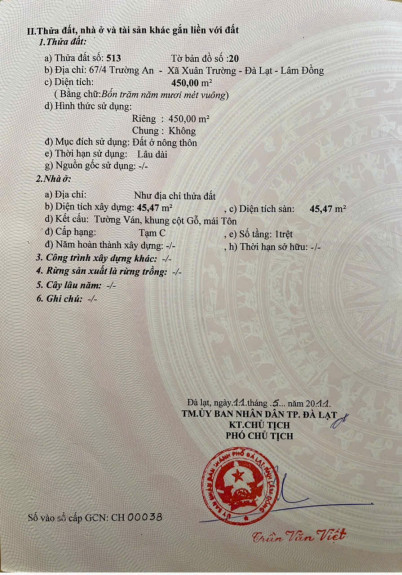 II.Thửa đất, nhà ở và tài sản khác gắn liền với đất
1.Thửa đất:
a) Thửa đất số: 513 Tờ bản đồ số :20
b) Địa chỉ: 67/4 Trường An - Xã Xuân Trường - Đà Lạt - Lâm Đồng
c) Diện tích: 450,00 m²
( Bằng chữ:Bốn trăm năm mươi mét vuông)
d) Hình thức sử dụng:
Riêng : 450,00 m²
Chung : Không
đ) Mục đích sử dụng: Đất ở nông thôn
e) Thời hạn sử dụng: Lâu dài
g) Nguồn gốc sử dụng: -/-
2.Nhà ở:
a) Địa chỉ: Như địa chỉ thửa đất
b) Diện tích xây dựng: 45,47 m² , c) Diện tích sàn: 45,47 m²
d) Kết cấu: Tường Ván, khung cột Gỗ, mái Tôn
đ) Cấp hạng: Tạm C , e) Số tầng: 1trệt
đ) Năm hoàn thành xây dựng: -/- , h) Thời hạn sở hữu: -/-
3. Công trình xây dựng khác: -/-
4. Rừng sản xuất là rừng trồng: -/-
5. Cây lâu năm: -/-
6. Ghi chú: -/-
Đà lạt, ngày.11.tháng .5... năm 2011.
TM.ỦY BAN NHÂN DÂN TP. ĐÀ LẠT
KT.CHỦ TỊCH
PHÓ CHỦ TỊCH
Số vào sổ cấp GCN: CH 00038
Trần Văn Việt